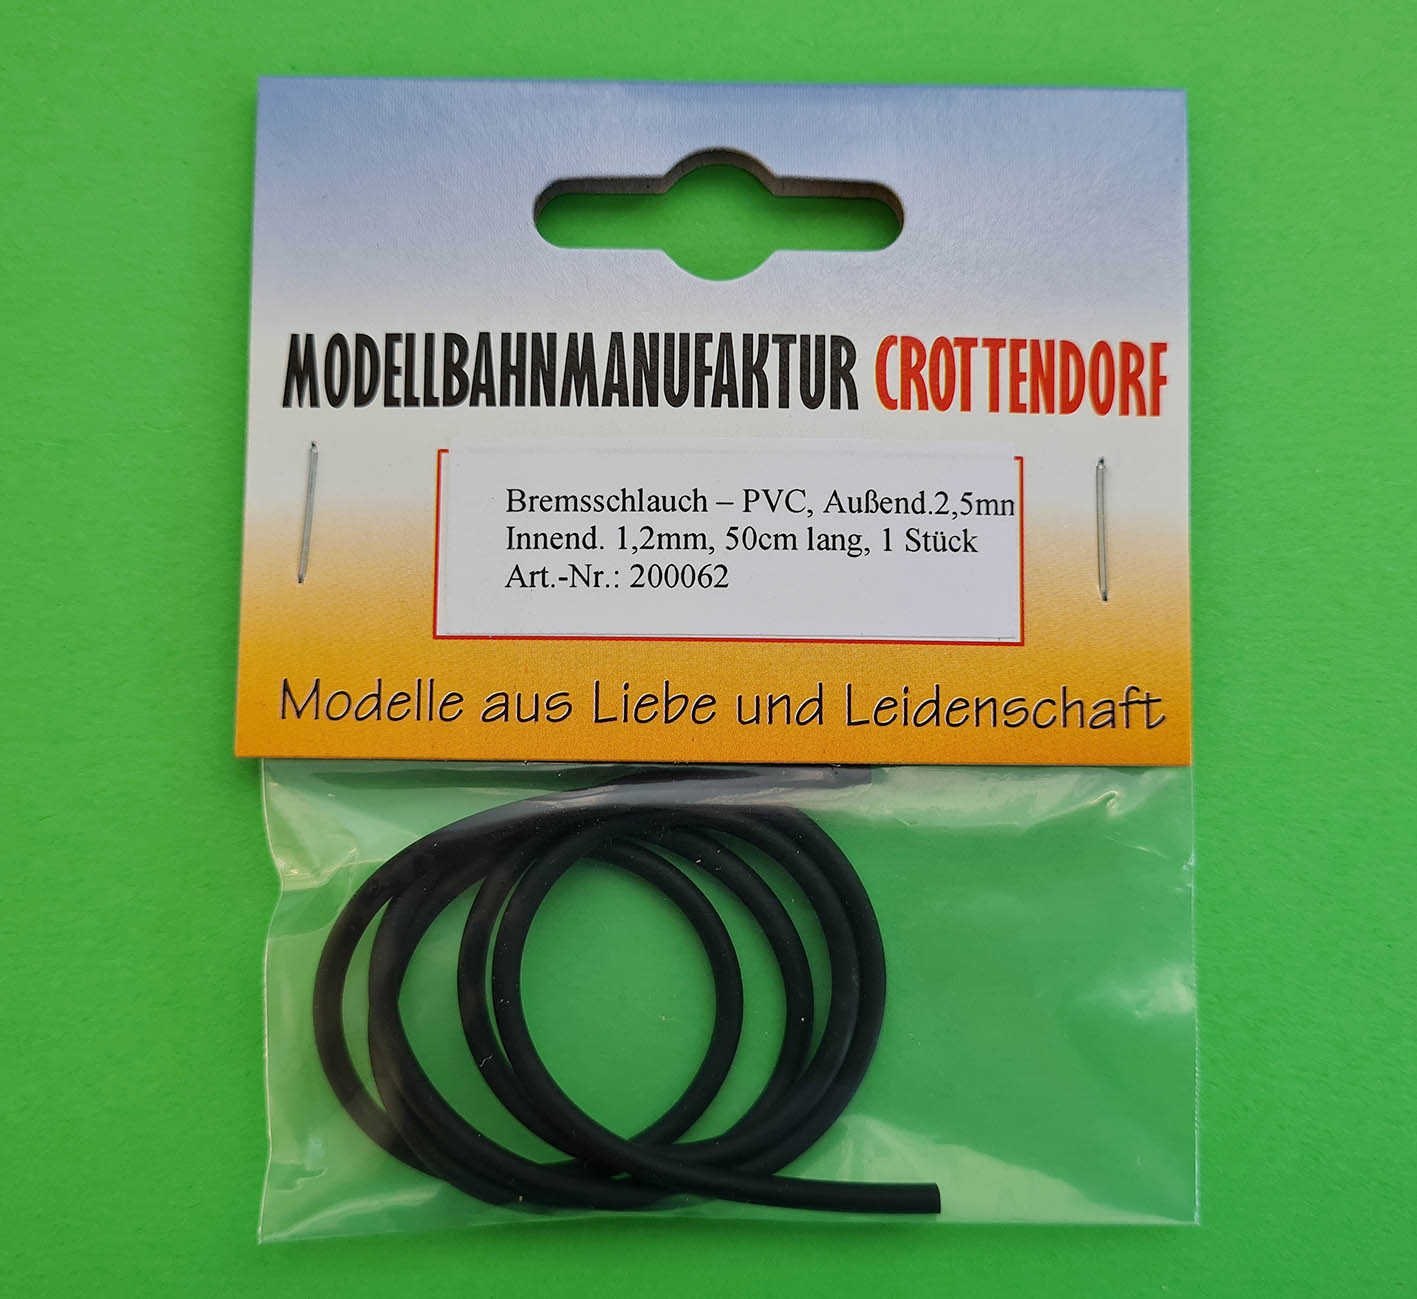 MODELLBAHNMANUFAKTUR CROTTENDORF
Bremsschlauch – PVC, Außend.2,5mn
Innend. 1,2mm, 50cm lang, 1 Stück
Art.-Nr.: 200062
Modelle aus Liebe und Leidenschaft